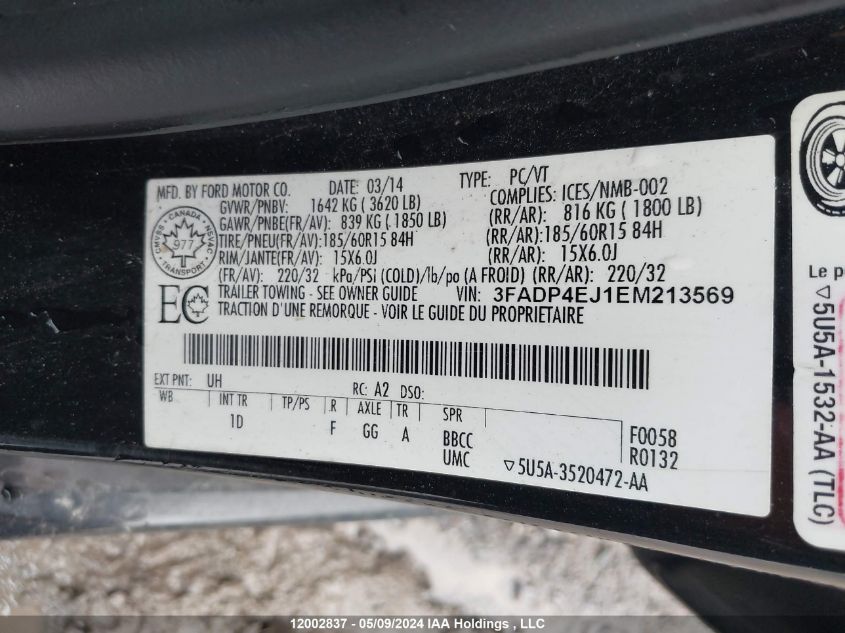 MFD. BY FORD MOTOR CO. DATE: 03/14 TYPE: PC/VT
GVWR/PNBV: 1642 KG ( 3620 LB) COMPLIES: ICES/NMB-002
GAWR/PNBE(FR/AV): 839 KG ( 1850 LB) (RR/AR): 816 KG ( 1800 LB)
TIRE/PNEU(FR/AV):185/60R15 84H (RR/AR):185/60R15 84H
RIM/JANTE(FR/AV): 15X6.0J (RR/AR): 15X6.0J
(FR/AV): 220/32 kPa/PSi (COLD)/lb/po (A FROID) (RR/AR): 220/32
TRAILER TOWING - SEE OWNER GUIDE VIN: 3FADP4EJ1EM213569
TRACTION D'UNE REMORQUE - VOIR LE GUIDE DU PROPRIETAIRE
CMVSS • CANADA • NSVAC
977
TRANSPORT
EC
EXT PNT: UH RC: A2 DSO:
WB INT TR TP/PS R AXLE TR SPR
1D F GG A BBCC F0058
UMC ▽5U5A-3520472-AA R0132
Le p
▽5U5A-1532-AA (TLC)
12002837 - 05/09/2024 IAA Holdings , LLC